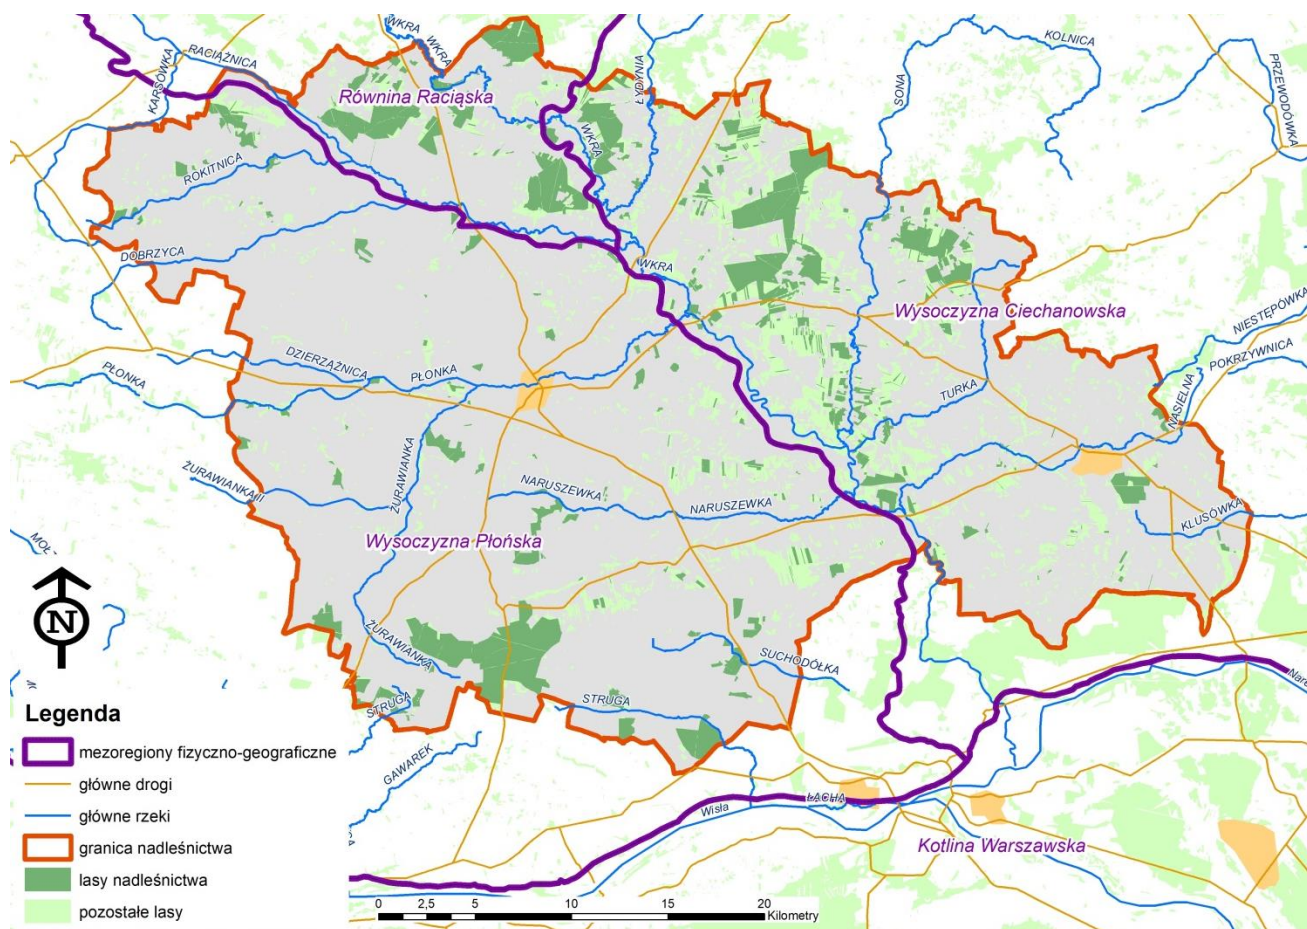 WKRA
WKRA
RACIĄŻNICA
KARSÓWKA
Równina Raciąska
ŁYDYNIA
SONA
KOLNICA
PRZEWODÓWKA
WKRA
ROKITNICA
DOBRZYCA
WKRA
Wysoczyzna Ciechanowska
NIESTĘPÓWKA
POKRZYWNICA
DZIERZĄŻNICA
PŁONKA
PŁONKA
TURKA
NASIELNA
ŻURAWIANKA
ŻURAWIANKA II
NARUSZEWKA
NARUSZEWKA
KLUSÓWKA
Wysoczyzna Płońska
N
ŻURAWIANKA
SUCHODÓŁKA
STRUGA
STRUGA
GAWAREK
Wisła
ŁACHA
Kotlina Warszawska
Legenda
mezoregiony fizyczno-geograficzne
główne drogi
główne rzeki
granica nadleśnictwa
lasy nadleśnictwa
pozostałe lasy
0 2,5 5 10 15 20
Kilometry